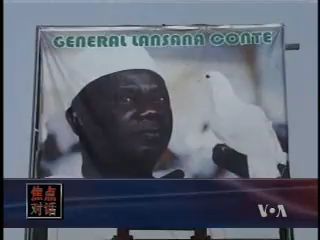 GENERAL LANSANA CONTE
焦点
对话
VOA